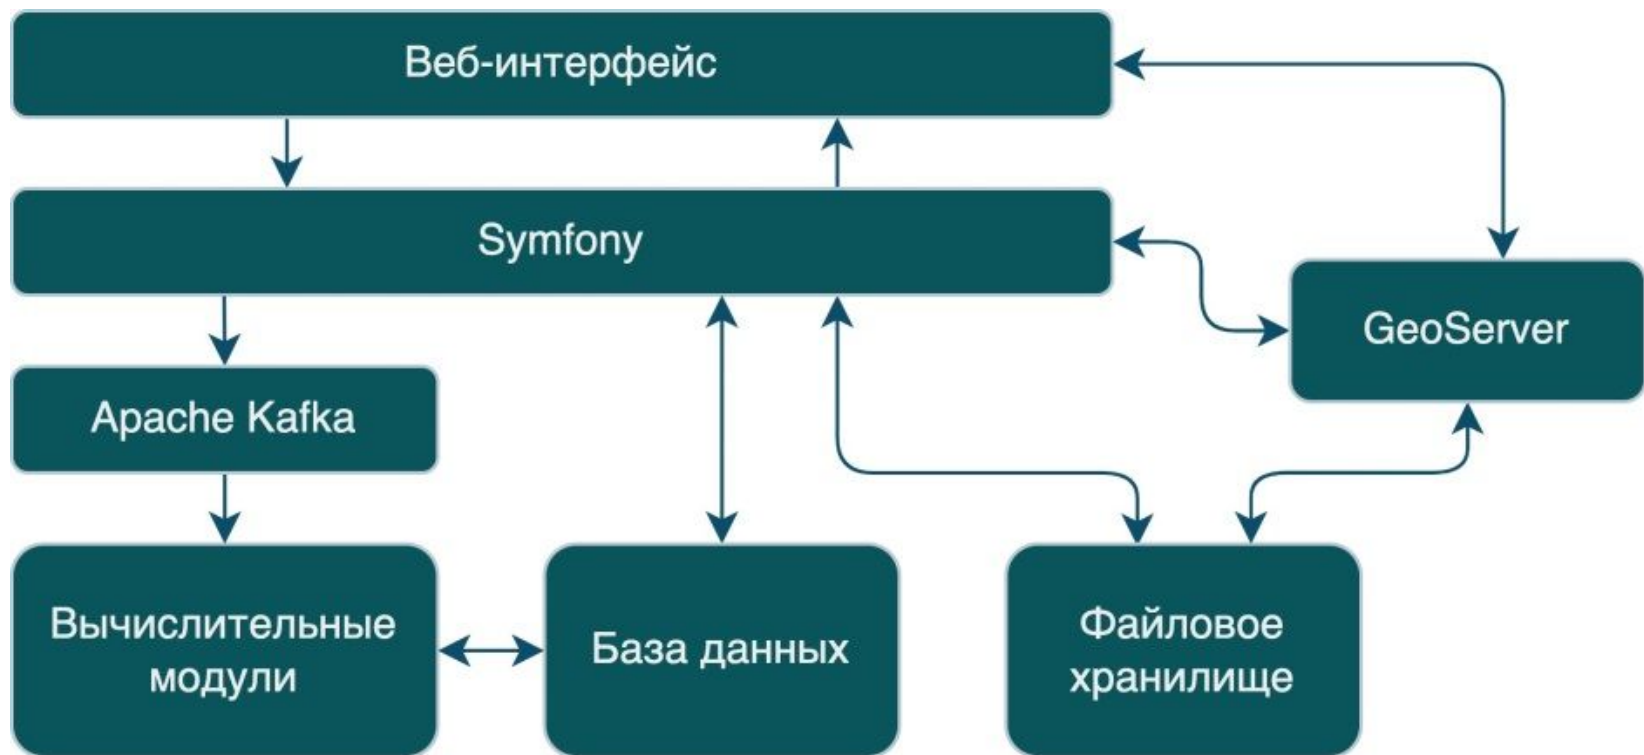 Веб-интерфейс
Symfony
GeoServer
Apache Kafka
Вычислительные
модули
База данных
Файловое
хранилище